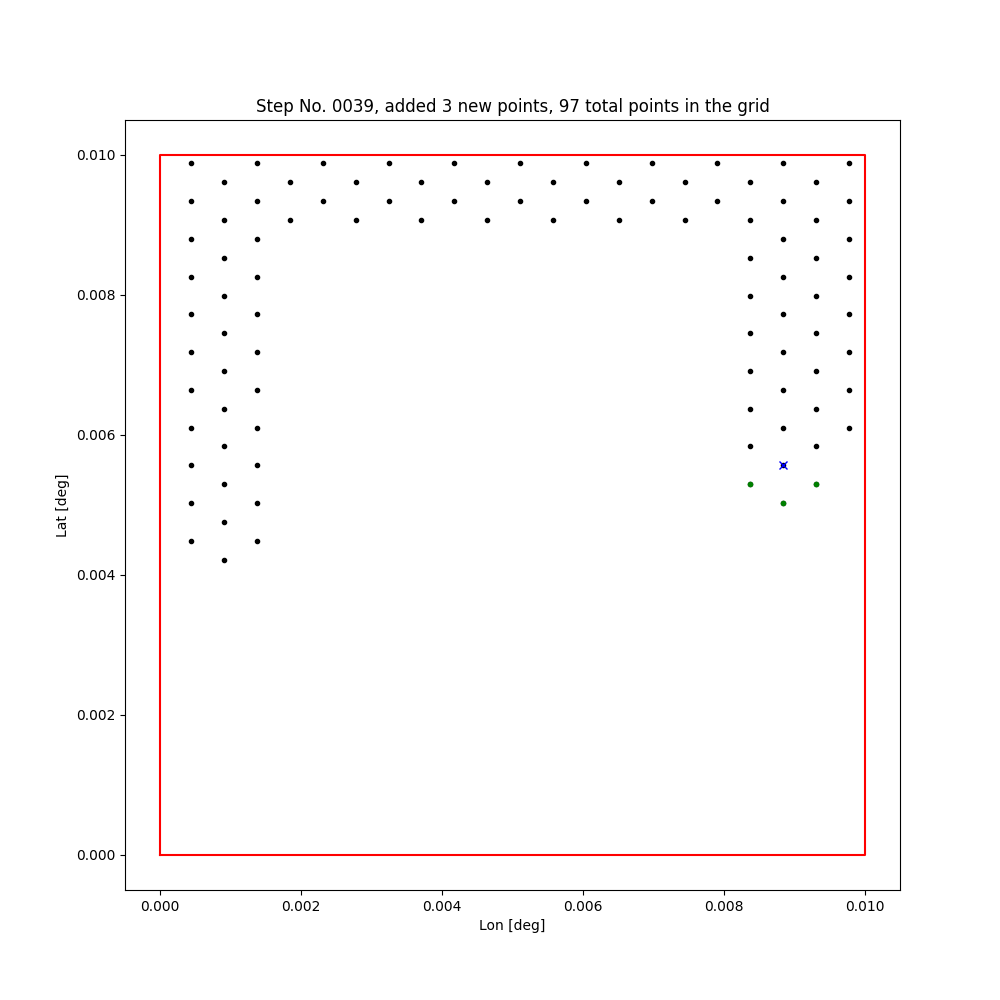 Step No. 0039, added 3 new points, 97 total points in the grid
0.010
0.008
0.006
0.004
0.002
0.000
Lat [deg]
0.000 0.002 0.004 0.006 0.008 0.010
Lon [deg]